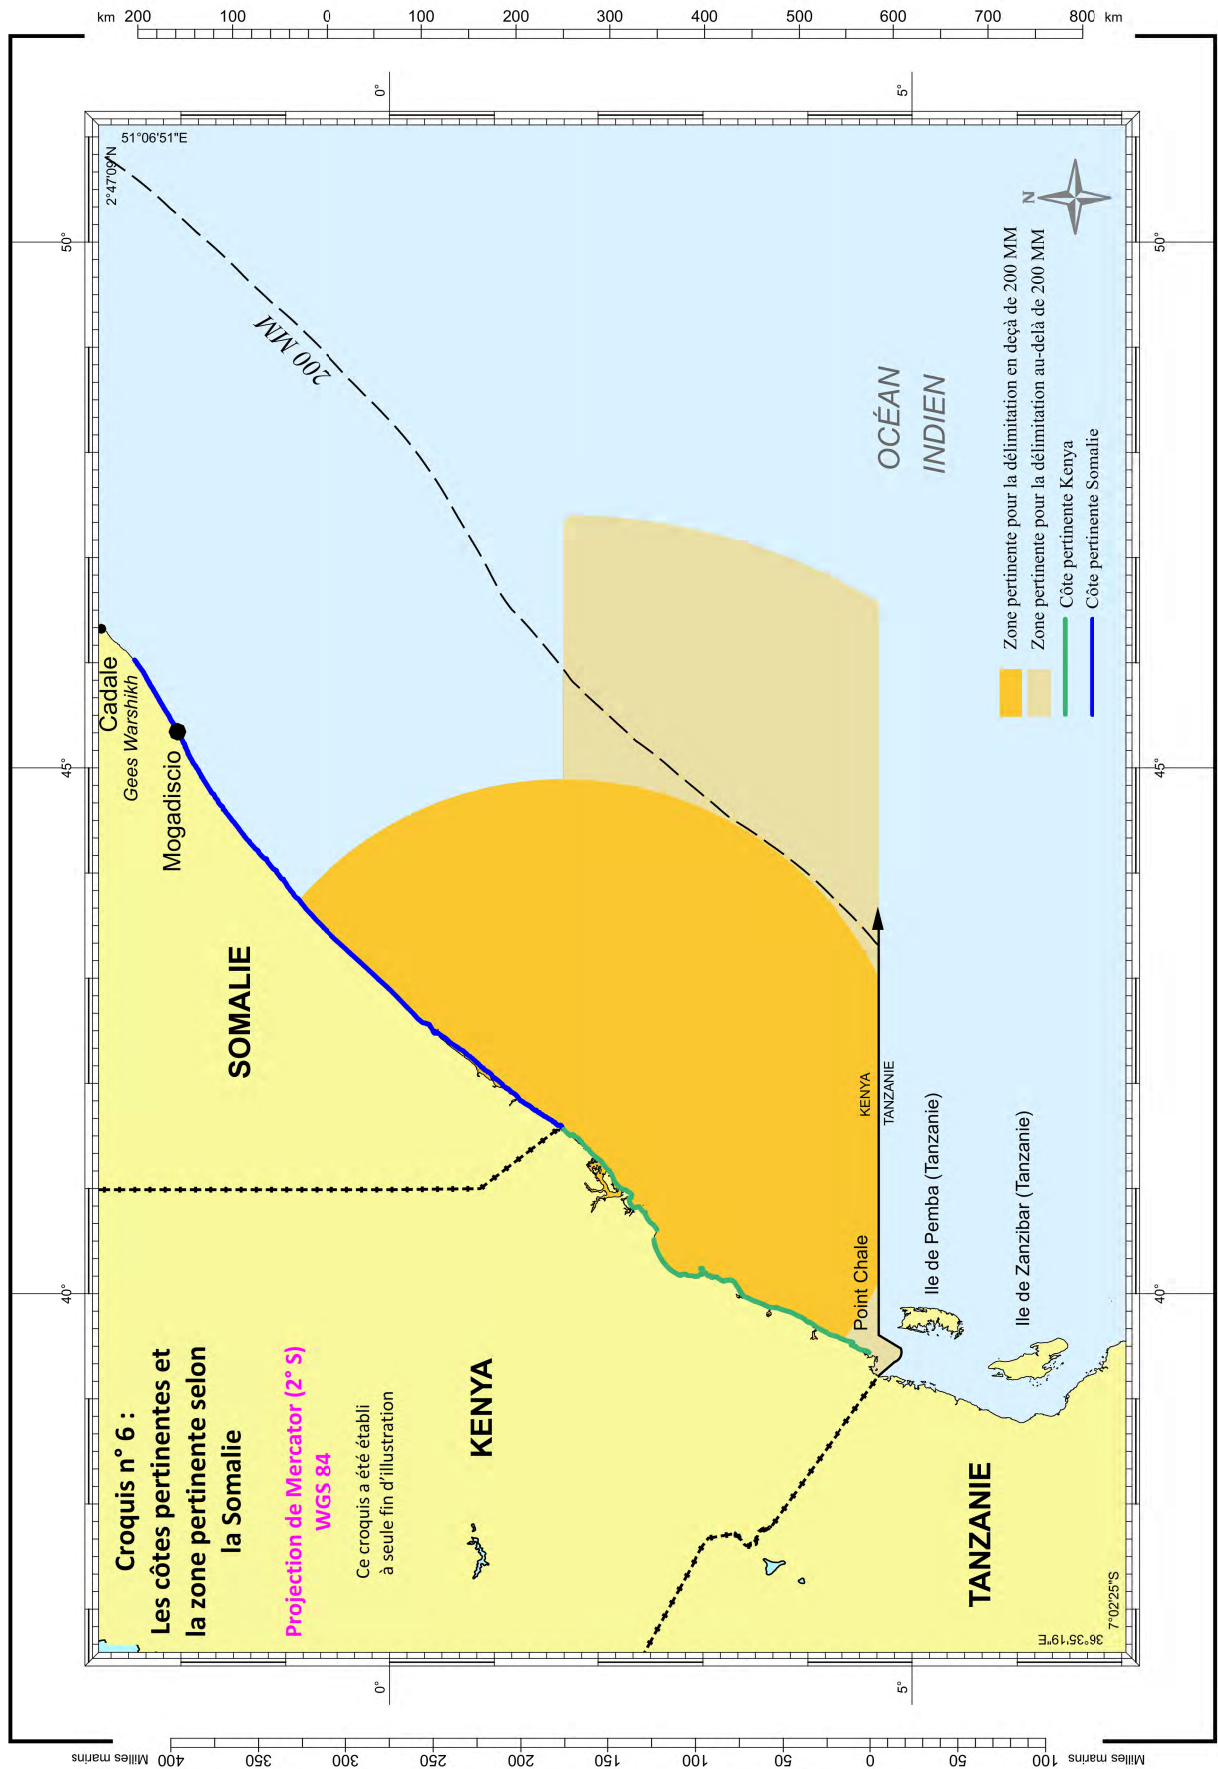 Croquis n° 6 :
Les côtes pertinentes et
la zone pertinente selon
la Somalie
Projection de Mercator (2° S)
WGS 84
Ce croquis a été établi
à seule fin d'illustration
SOMALIE
KENYA
TANZANIE
Cadale
Gees Warshikh
Mogadiscio
200 MM
2°47'09"N
51°06'51"E
Point Chale
KENYA
TANZANIE
Ile de Pemba (Tanzanie)
Ile de Zanzibar (Tanzanie)
OCÉAN
INDIEN
N
Zone pertinente pour la délimitation en deçà de 200 MM
Zone pertinente pour la délimitation au-delà de 200 MM
Côte pertinente Kenya
Côte pertinente Somalie
36°35'19"E
7°02'25"S
40° 45° 50°
40° 45° 50°
0° 5°
0° 5°
km 200 100 0 100 200 300 400 500 600 700 800 km
Milles marins 400 350 300 250 200 150 100 50 0 50 100 Milles marins